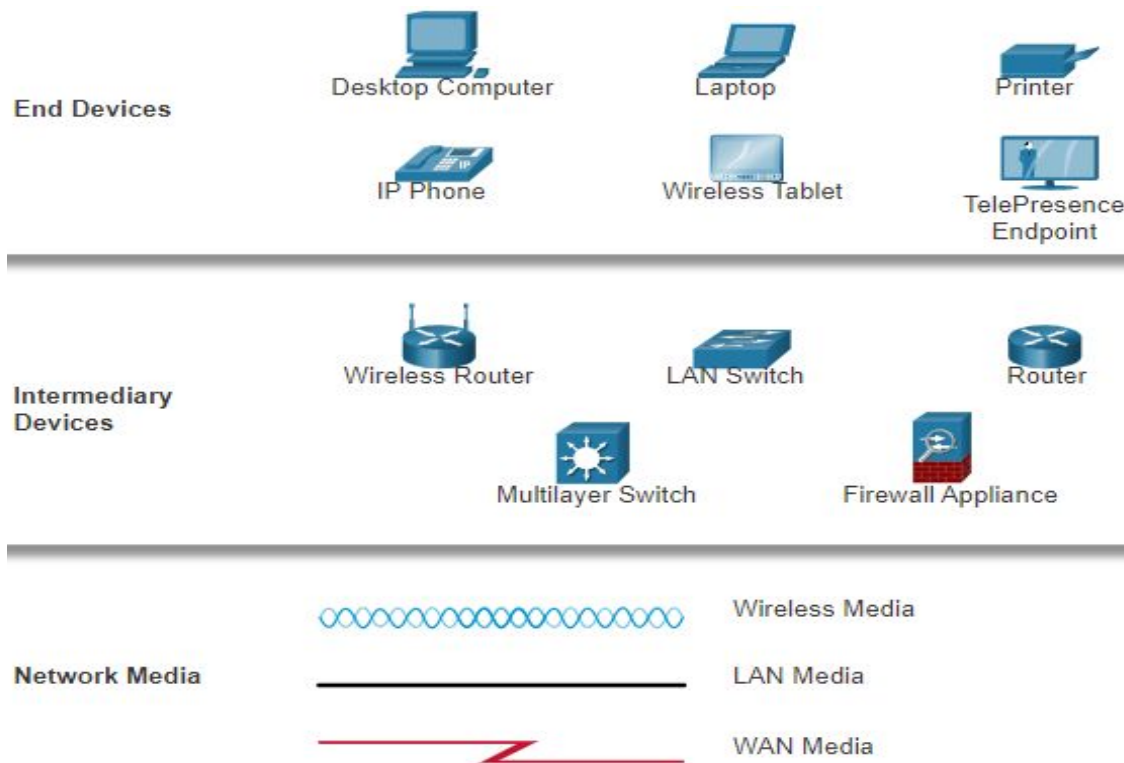 Desktop Computer
Laptop
Printer
End Devices
IP
IP Phone
Wireless Tablet
TelePresence
Endpoint
Wireless Router
LAN Switch
Router
Intermediary
Devices
Multilayer Switch
Firewall Appliance
Wireless Media
Network Media
LAN Media
WAN Media